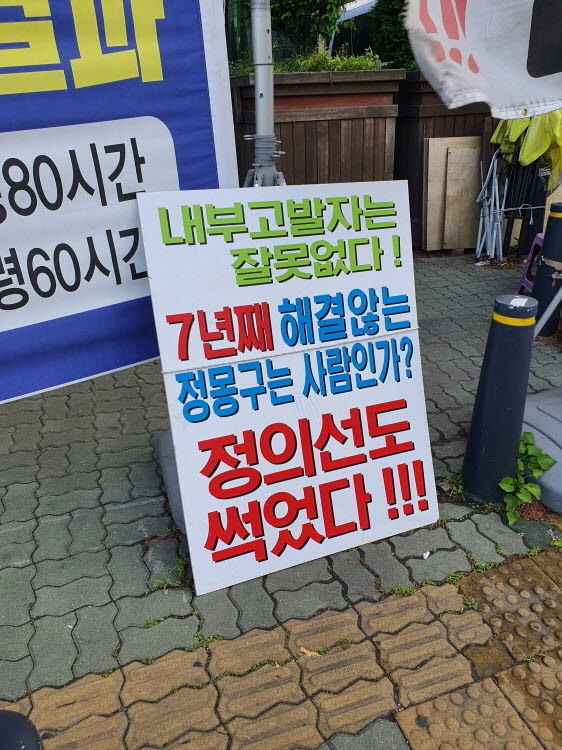 80시간
60시간
내부고발자는
잘못없다!
7년째 해결않는
정몽구는 사람인가?
정의선도
썩었다!!!